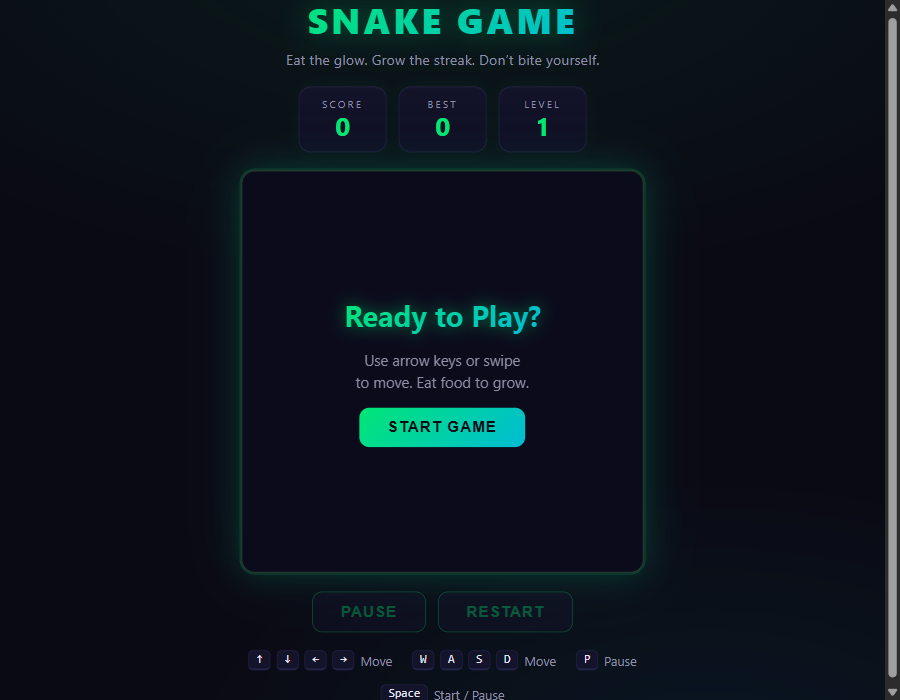 SNAKE GAME
Eat the glow. Grow the streak. Don't bite yourself.
SCORE BEST LEVEL
0 0 1
Ready to Play?
Use arrow keys or swipe
to move. Eat food to grow.
START GAME
PAUSE RESTART
↑ ↓ ← → Move W A S D Move P Pause
Space Start / Pause